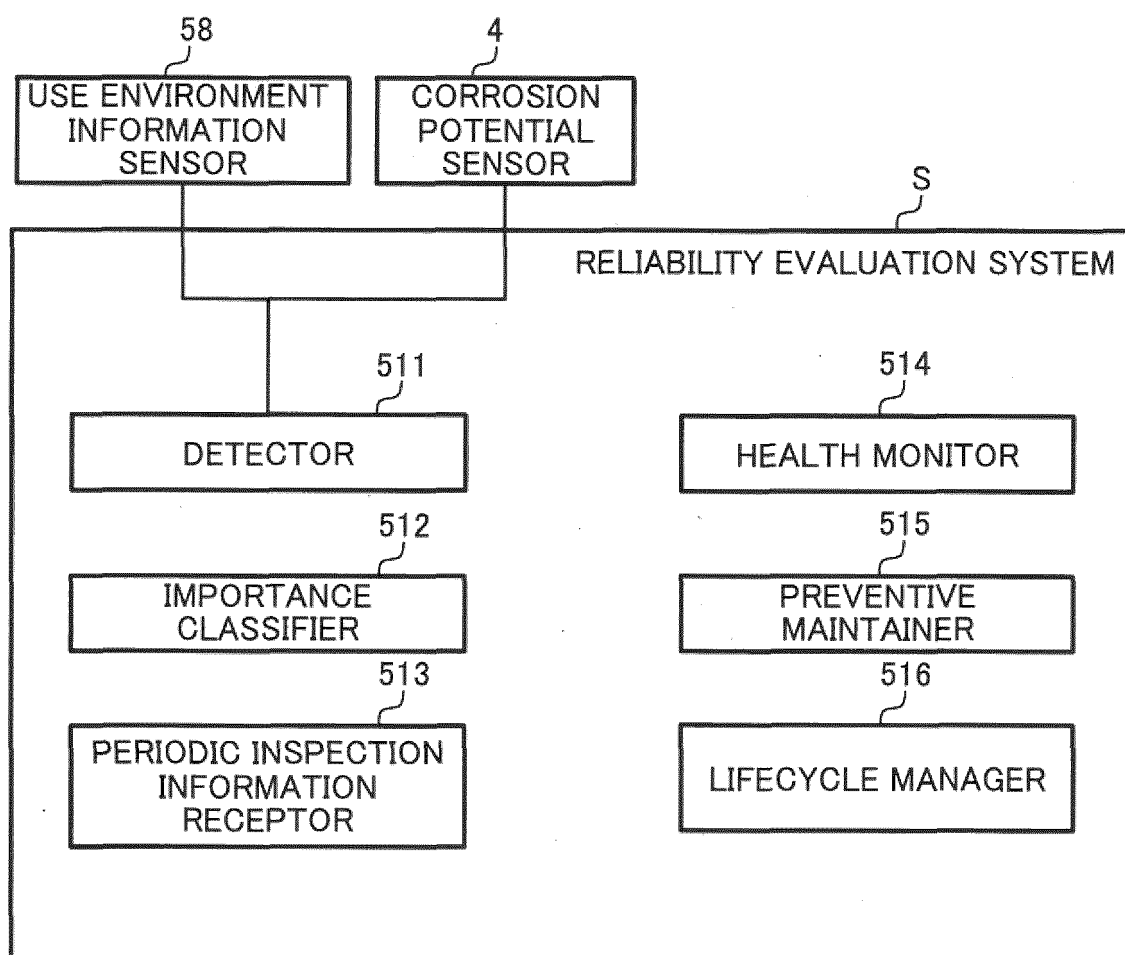 58
4
USE ENVIRONMENT
INFORMATION
SENSOR
CORROSION
POTENTIAL
SENSOR
S
RELIABILITY EVALUATION SYSTEM
511
DETECTOR
514
HEALTH MONITOR
512
IMPORTANCE
CLASSIFIER
515
PREVENTIVE
MAINTAINER
513
PERIODIC INSPECTION
INFORMATION
RECEPTOR
516
LIFECYCLE MANAGER